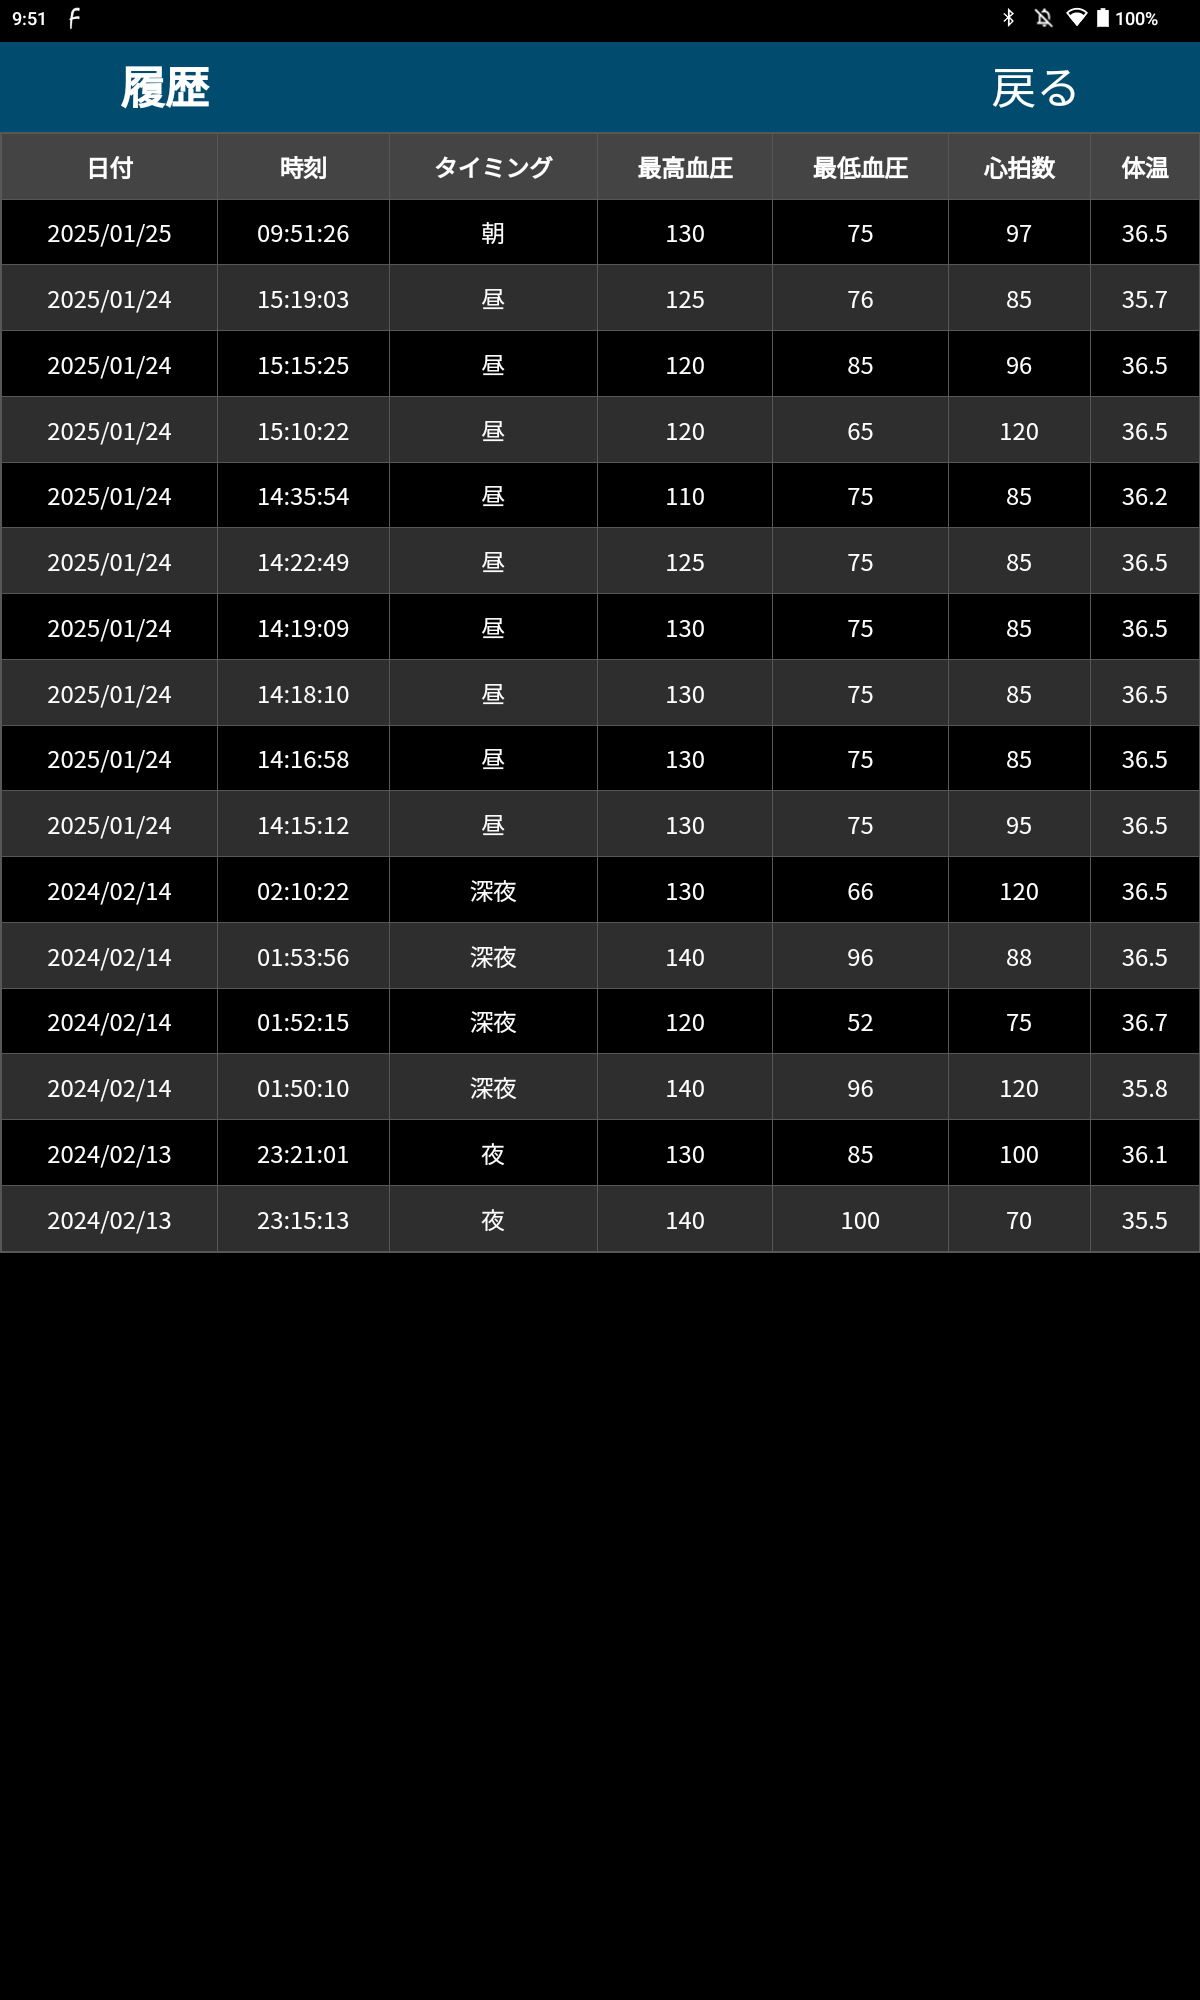 9:51 100%
履歴 戻る
日付 時刻 タイミング 最高血圧 最低血圧 心拍数 体温
2025/01/25 09:51:26 朝 130 75 97 36.5
2025/01/24 15:19:03 昼 125 76 85 35.7
2025/01/24 15:15:25 昼 120 85 96 36.5
2025/01/24 15:10:22 昼 120 65 120 36.5
2025/01/24 14:35:54 昼 110 75 85 36.2
2025/01/24 14:22:49 昼 125 75 85 36.5
2025/01/24 14:19:09 昼 130 75 85 36.5
2025/01/24 14:18:10 昼 130 75 85 36.5
2025/01/24 14:16:58 昼 130 75 85 36.5
2025/01/24 14:15:12 昼 130 75 95 36.5
2024/02/14 02:10:22 深夜 130 66 120 36.5
2024/02/14 01:53:56 深夜 140 96 88 36.5
2024/02/14 01:52:15 深夜 120 52 75 36.7
2024/02/14 01:50:10 深夜 140 96 120 35.8
2024/02/13 23:21:01 夜 130 85 100 36.1
2024/02/13 23:15:13 夜 140 100 70 35.5